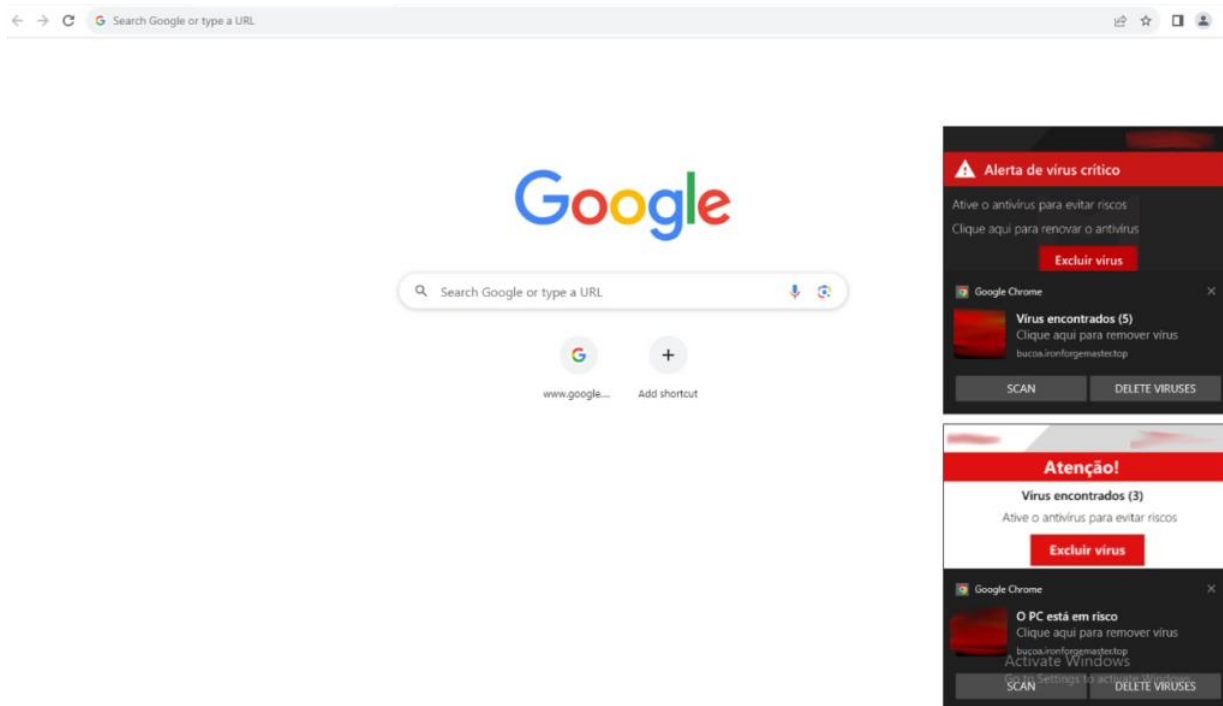 Search Google or type a URL
Google
Search Google or type a URL
www.google....
Add shortcut
Alerta de vírus crítico
Ative o antivírus para evitar riscos
Clique aqui para renovar o antivírus
Excluir vírus
Google Chrome
Vírus encontrados (5)
Clique aqui para remover vírus
bucoa.ironforgemaster.top
SCAN
DELETE VIRUSES
Atenção!
Vírus encontrados (3)
Ative o antivírus para evitar riscos
Excluir vírus
Google Chrome
O PC está em risco
Clique aqui para remover vírus
bucoa.ironforgemaster.top
Activate Windows
Go to Settings to activate Windows.
SCAN
DELETE VIRUSES